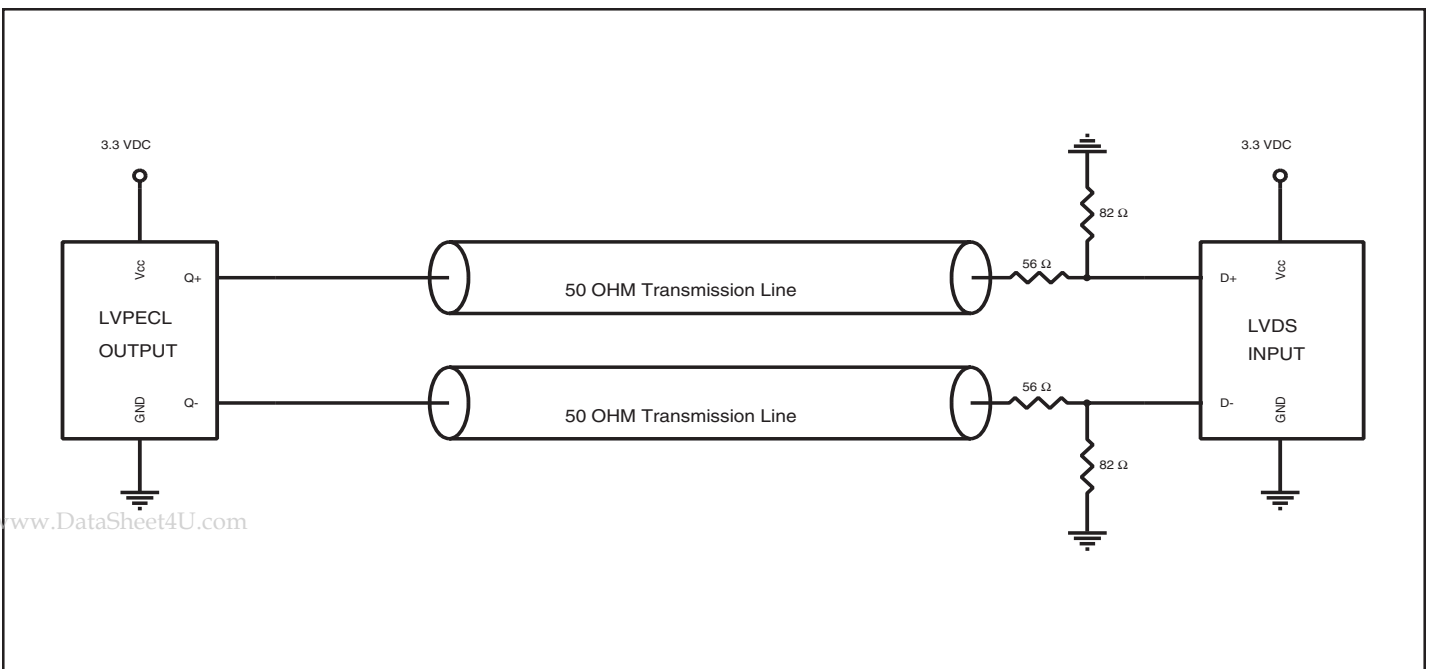 3.3 VDC
3.3 VDC
82 Ω
Vcc
Q+
50 OHM Transmission Line
56 Ω
D+
Vcc
LVPECL
OUTPUT
LVDS
INPUT
GND
Q-
50 OHM Transmission Line
56 Ω
D-
GND
82 Ω
www.DataSheet4U.com